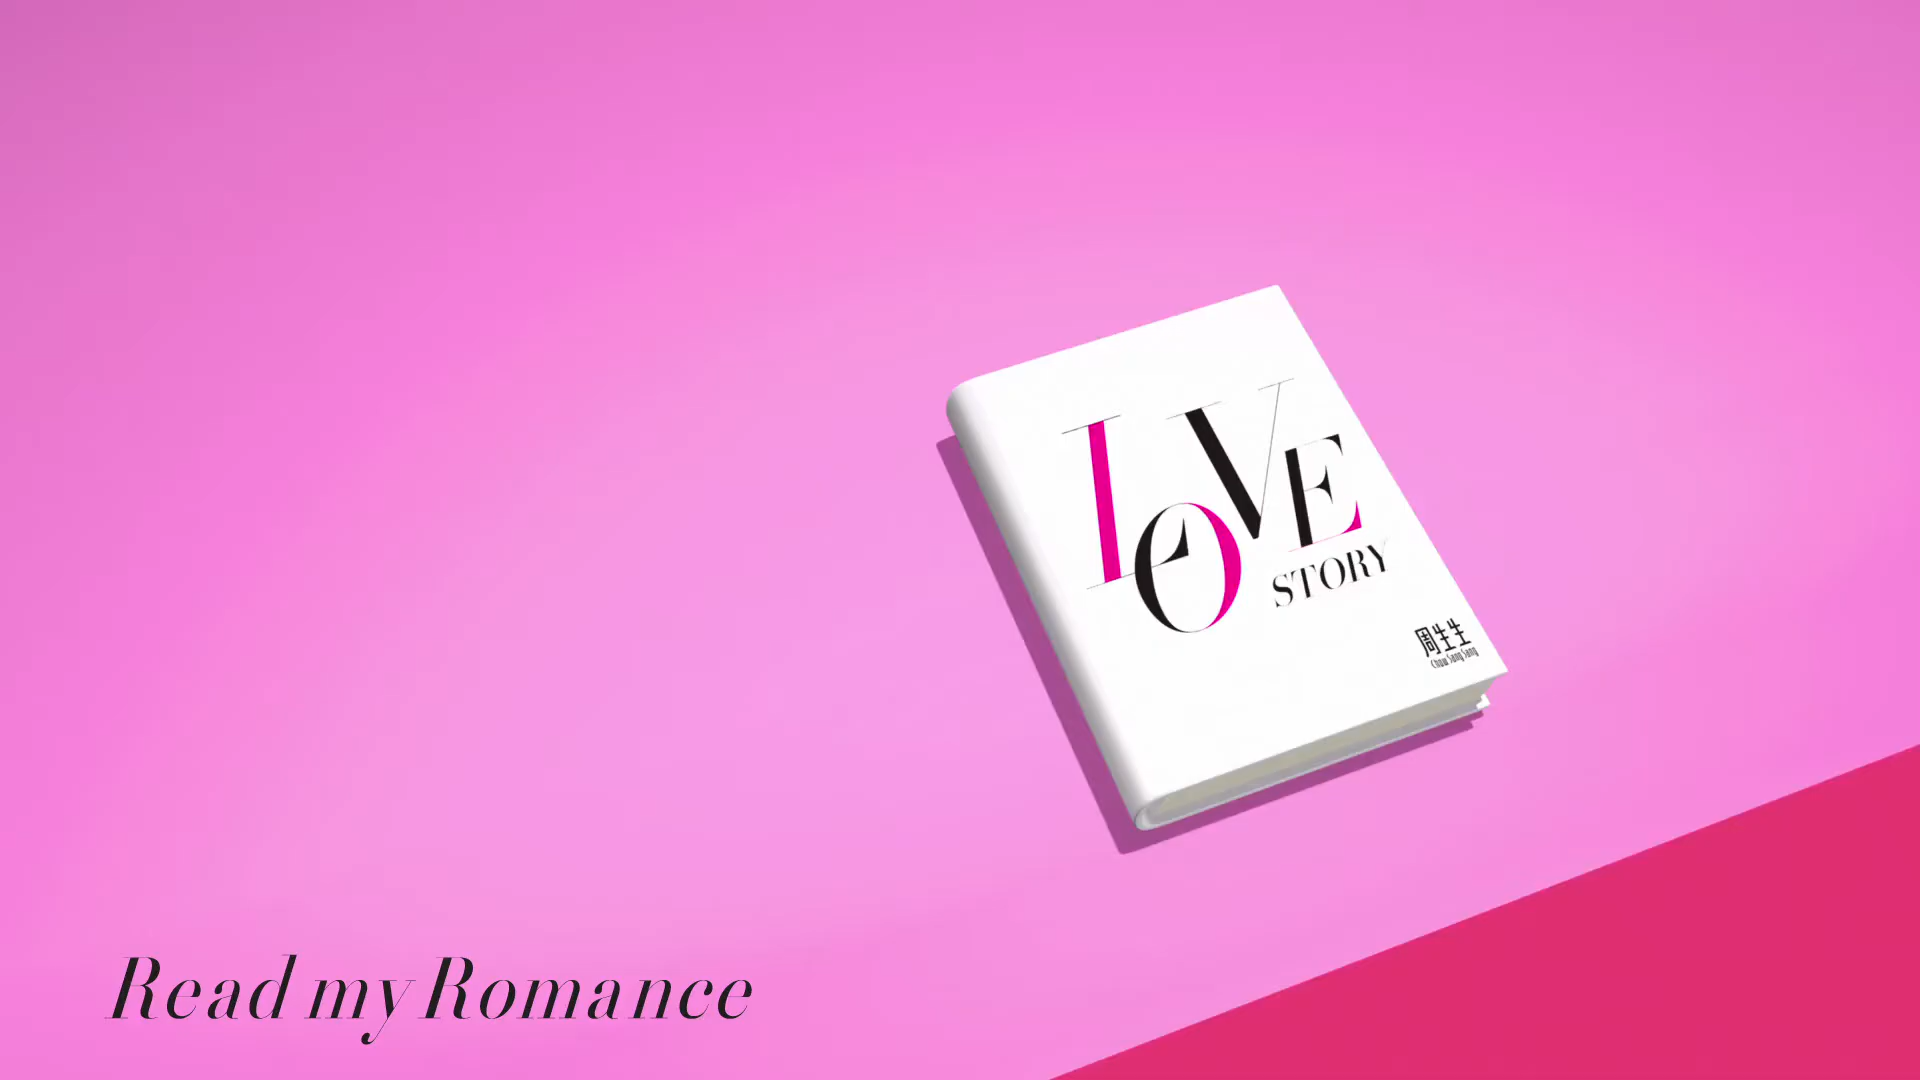 LOVE
STORY
周生生
Chow Sang Sang
Read my Romance